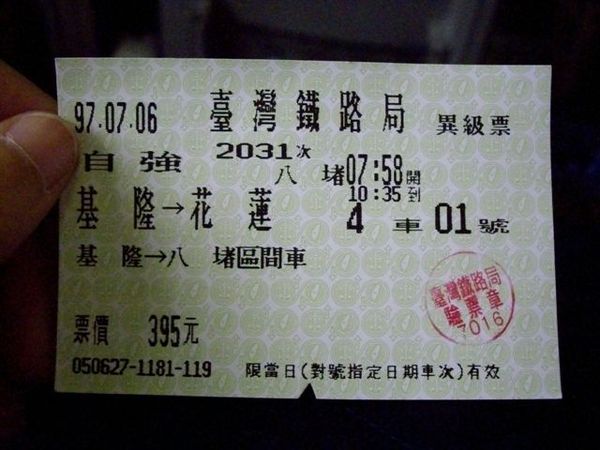 97.07.06 臺灣鐵路局 異級票
自強 2031次
八堵 07:58開
10:35到
基隆→花蓮 4車01號
基隆→八堵區間車
臺灣鐵路局
驗票章
7016
票價 395元
050627-1181-119 限當日(對號指定日期車次)有效